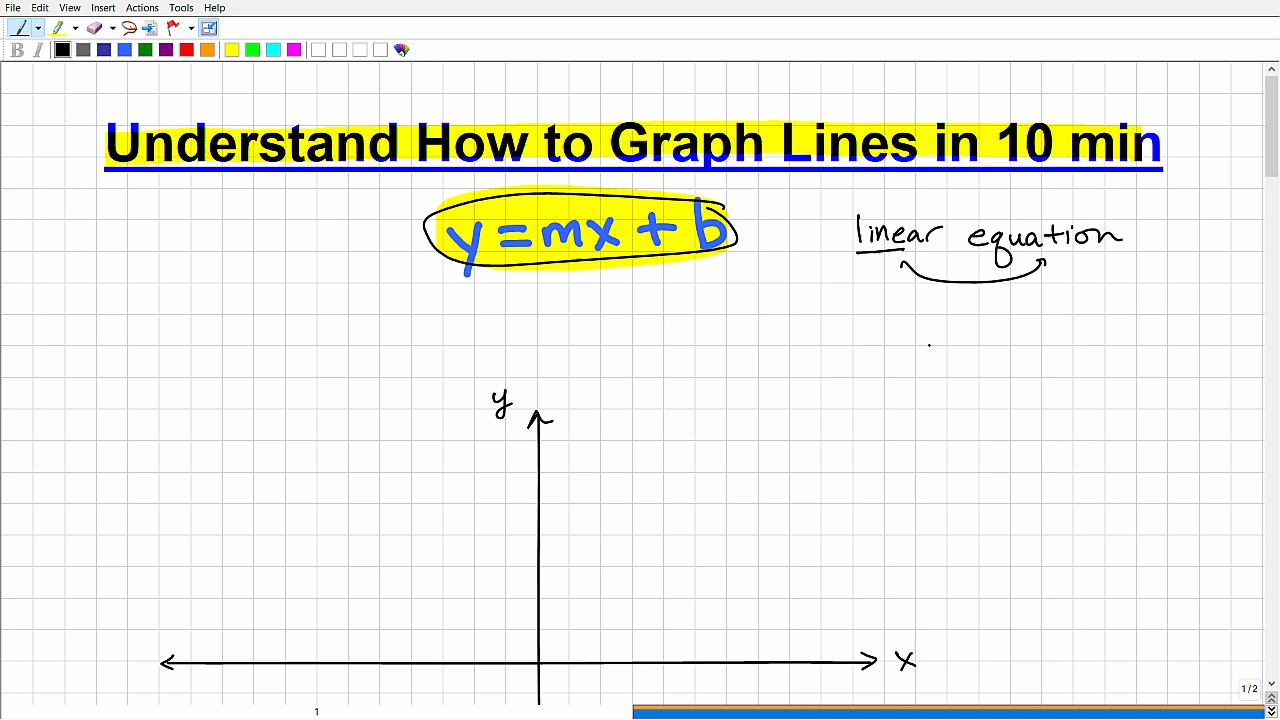 File Edit View Insert Actions Tools Help
B I
Understand How to Graph Lines in 10 min
y = mx + b
linear equation
y
x
1/2
1